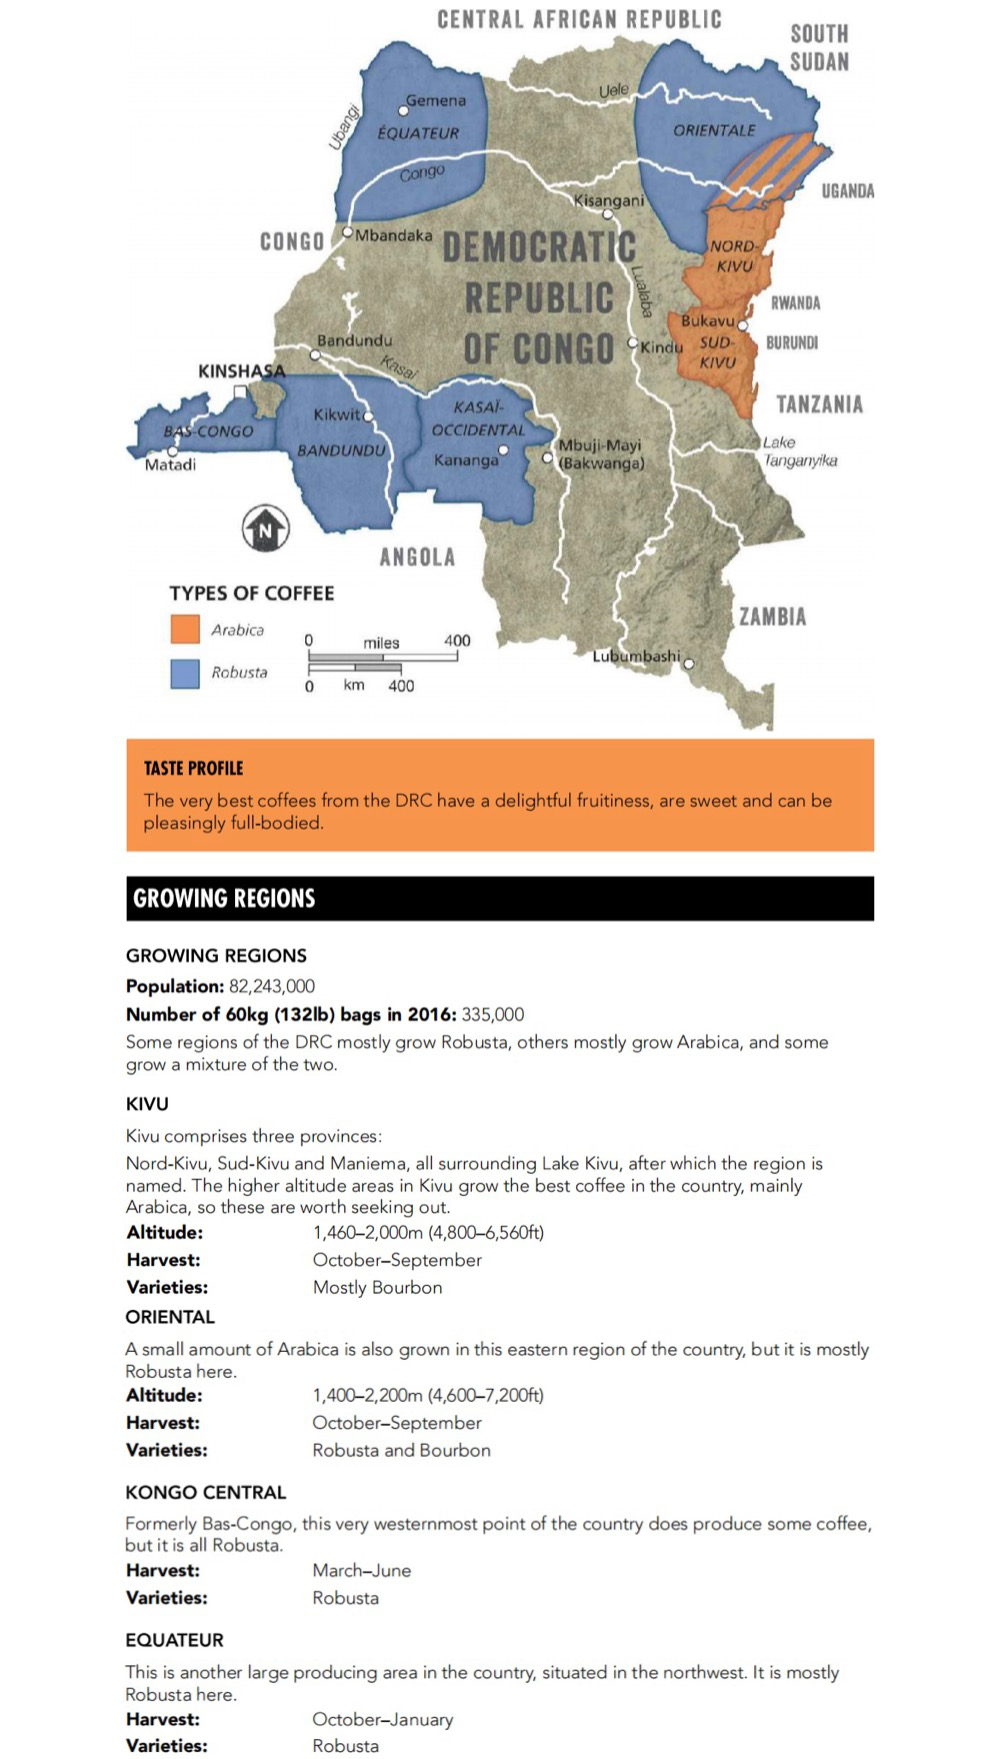 CENTRAL AFRICAN REPUBLIC
SOUTH
SUDAN
Uele
Gemena
Ubangi
ÉQUATEUR
ORIENTALE
Congo
UGANDA
Kisangani
CONGO
Mbandaka
DEMOCRATIC
REPUBLIC
OF CONGO
NORD-
KIVU
Lualaba
RWANDA
Bukavu
BURUNDI
Bandundu
Kindu
SUD-
KIVU
Kasai
KINSHASA
TANZANIA
KASAÏ-
OCCIDENTAL
Kikwit
BAS-CONGO
BANDUNDU
Kananga
Mbuji-Mayi
(Bakwanga)
Lake
Tanganyika
Matadi
N
ANGOLA
TYPES OF COFFEE
Arabica
Robusta
0 miles 400
0 km 400
ZAMBIA
Lubumbashi
TASTE PROFILE
The very best coffees from the DRC have a delightful fruitiness, are sweet and can be
pleasingly full-bodied.
GROWING REGIONS
GROWING REGIONS
Population: 82,243,000
Number of 60kg (132lb) bags in 2016: 335,000
Some regions of the DRC mostly grow Robusta, others mostly grow Arabica, and some
grow a mixture of the two.
KIVU
Kivu comprises three provinces:
Nord-Kivu, Sud-Kivu and Maniema, all surrounding Lake Kivu, after which the region is
named. The higher altitude areas in Kivu grow the best coffee in the country, mainly
Arabica, so these are worth seeking out.
Altitude: 1,460–2,000m (4,800–6,560ft)
Harvest: October–September
Varieties: Mostly Bourbon
ORIENTAL
A small amount of Arabica is also grown in this eastern region of the country, but it is mostly
Robusta here.
Altitude: 1,400–2,200m (4,600–7,200ft)
Harvest: October–September
Varieties: Robusta and Bourbon
KONGO CENTRAL
Formerly Bas-Congo, this very westernmost point of the country does produce some coffee,
but it is all Robusta.
Harvest: March–June
Varieties: Robusta
EQUATEUR
This is another large producing area in the country, situated in the northwest. It is mostly
Robusta here.
Harvest: October–January
Varieties: Robusta